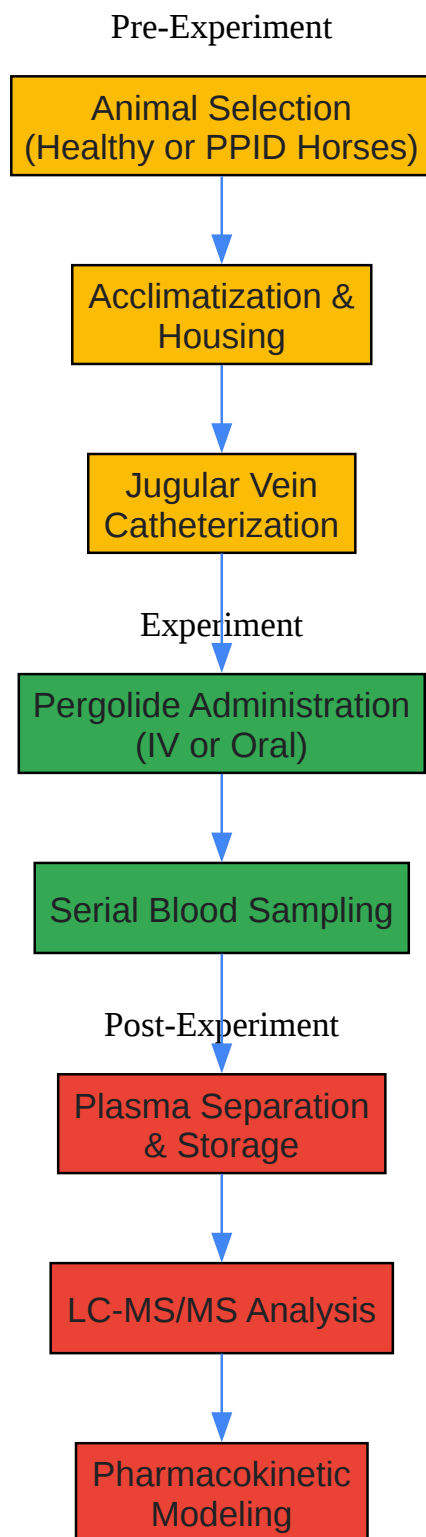 Pre-Experiment
Animal Selection
(Healthy or PPID Horses)
Acclimatization &
Housing
Jugular Vein
Catheterization
Experiment
Pergolide Administration
(IV or Oral)
Serial Blood Sampling
Post-Experiment
Plasma Separation
& Storage
LC-MS/MS Analysis
Pharmacokinetic
Modeling